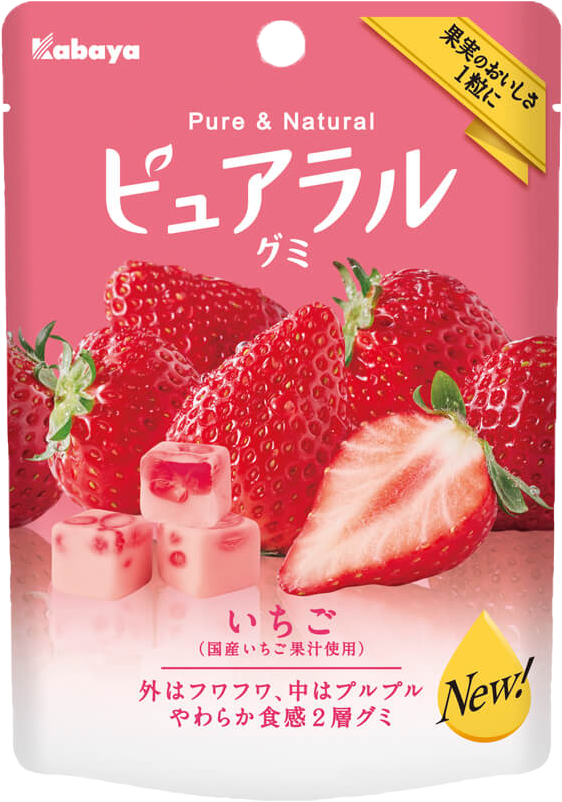 Kabaya
果実のおいしさ
1粒に
Pure & Natural
ピュアラル
グミ
いちご
(国産いちご果汁使用)
外はフワフワ、中はプルプル
やわらか食感2層グミ
New!